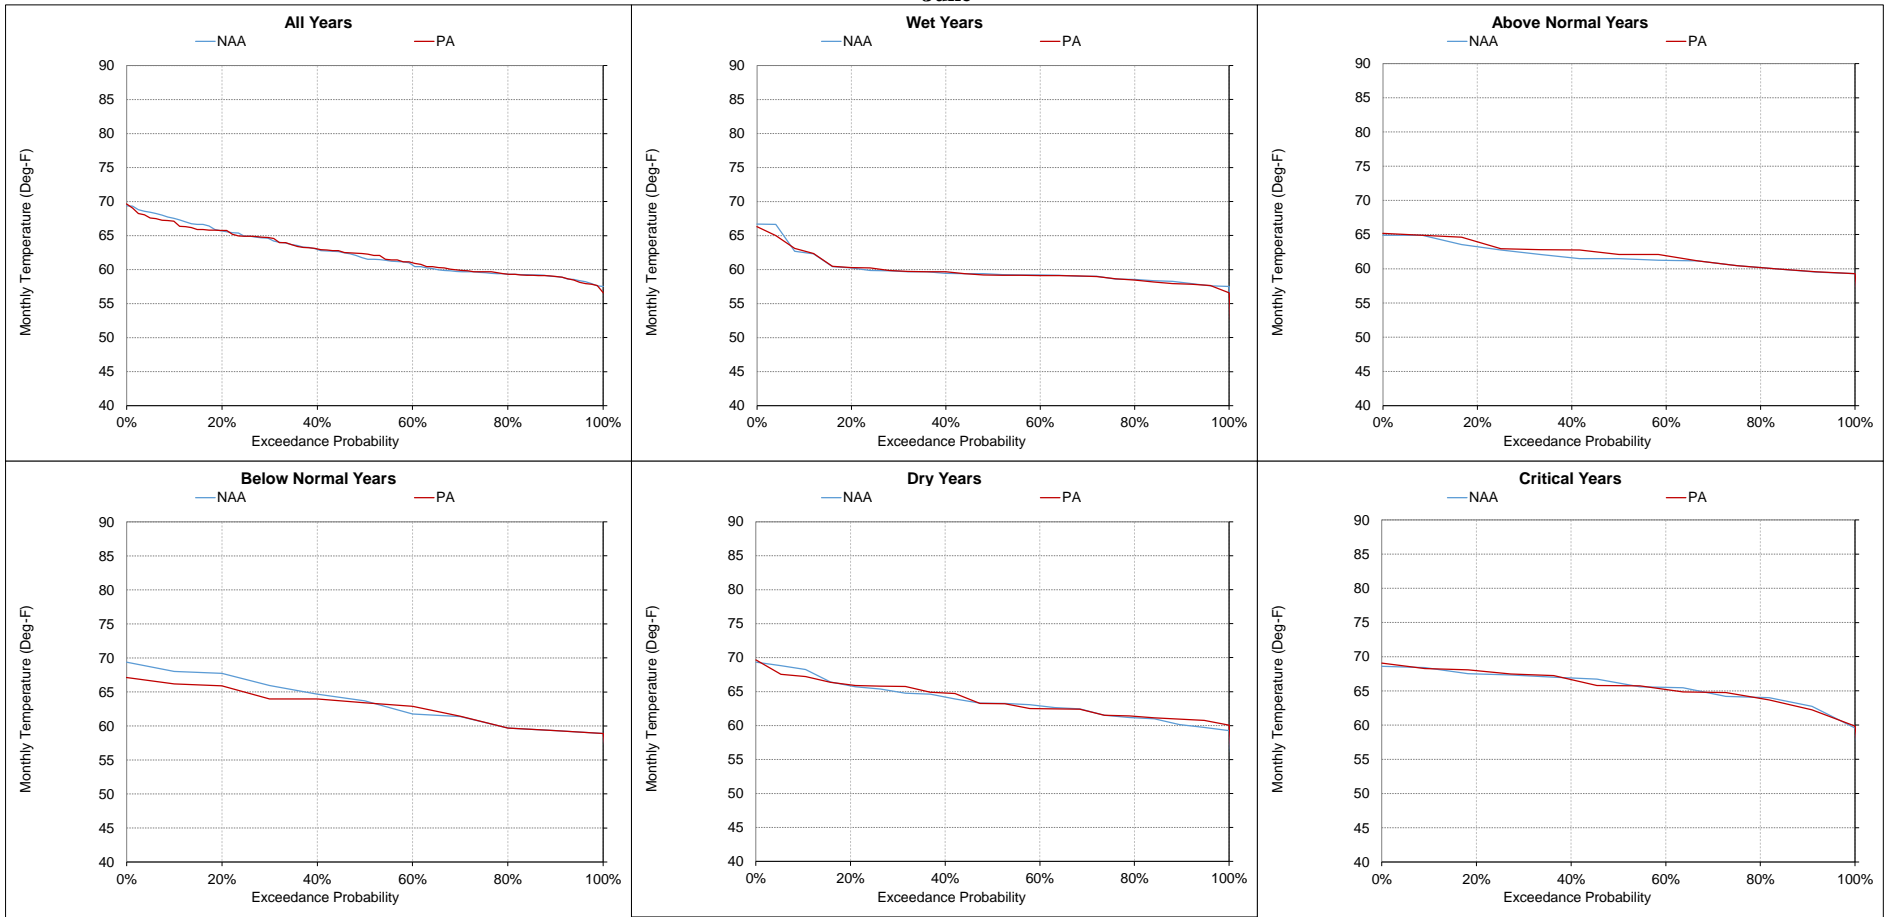 All Years
NAA PA
Monthly Temperature (Deg-F)
90
85
80
75
70
65
60
55
50
45
40
0% 20% 40% 60% 80% 100%
Exceedance Probability
Wet Years
NAA PA
Monthly Temperature (Deg-F)
90
85
80
75
70
65
60
55
50
45
40
0% 20% 40% 60% 80% 100%
Exceedance Probability
Above Normal Years
NAA PA
Monthly Temperature (Deg-F)
90
85
80
75
70
65
60
55
50
45
40
0% 20% 40% 60% 80% 100%
Exceedance Probability
Below Normal Years
NAA PA
Monthly Temperature (Deg-F)
90
85
80
75
70
65
60
55
50
45
40
0% 20% 40% 60% 80% 100%
Exceedance Probability
Dry Years
NAA PA
Monthly Temperature (Deg-F)
90
85
80
75
70
65
60
55
50
45
40
0% 20% 40% 60% 80% 100%
Exceedance Probability
Critical Years
NAA PA
Monthly Temperature (Deg-F)
90
85
80
75
70
65
60
55
50
45
40
0% 20% 40% 60% 80% 100%
Exceedance Probability